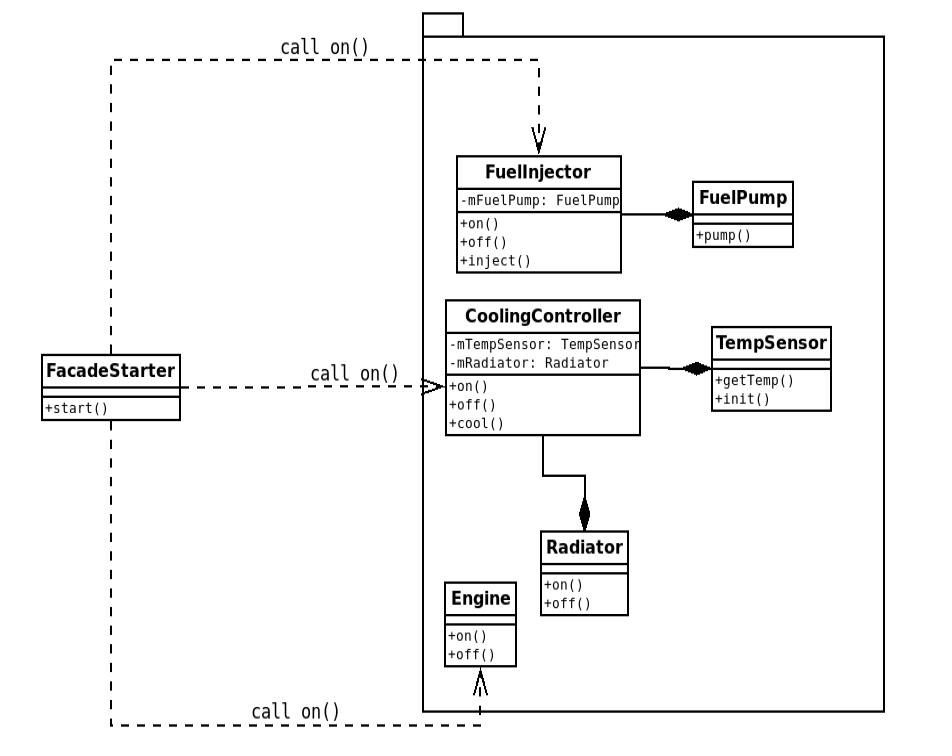 call on()
FuelInjector
-mFuelPump: FuelPump
+on()
+off()
+inject()
FuelPump
+pump()
CoolingController
-mTempSensor: TempSensor
-mRadiator: Radiator
+on()
+off()
+cool()
TempSensor
+getTemp()
+init()
FacadeStarter
+start()
call on()
Radiator
+on()
+off()
Engine
+on()
+off()
call on()